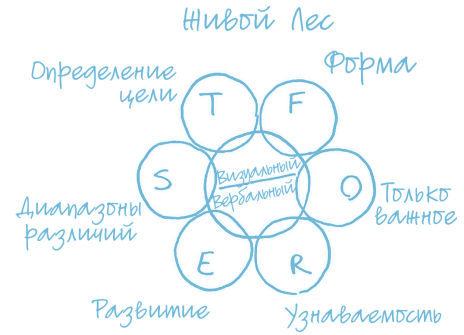 Живой Лес
Определение
цели
Форма
T
F
S
Визуальный
Вербальный
O
Только
важное
Диапазоны
различий
E
R
Развитие
Узнаваемость